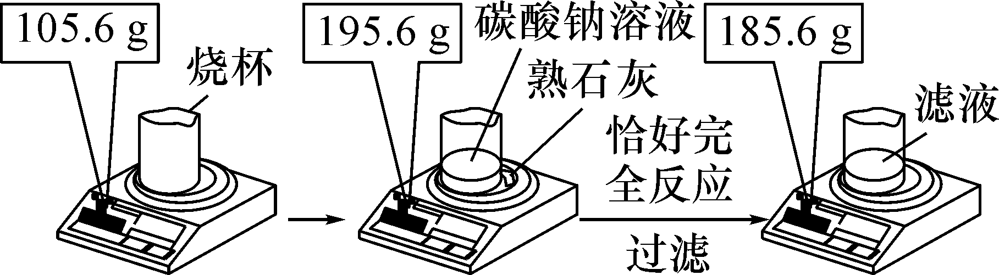 105.6 g
烧杯
195.6 g
碳酸钠溶液
熟石灰
恰好完
全反应
过滤
185.6 g
滤液